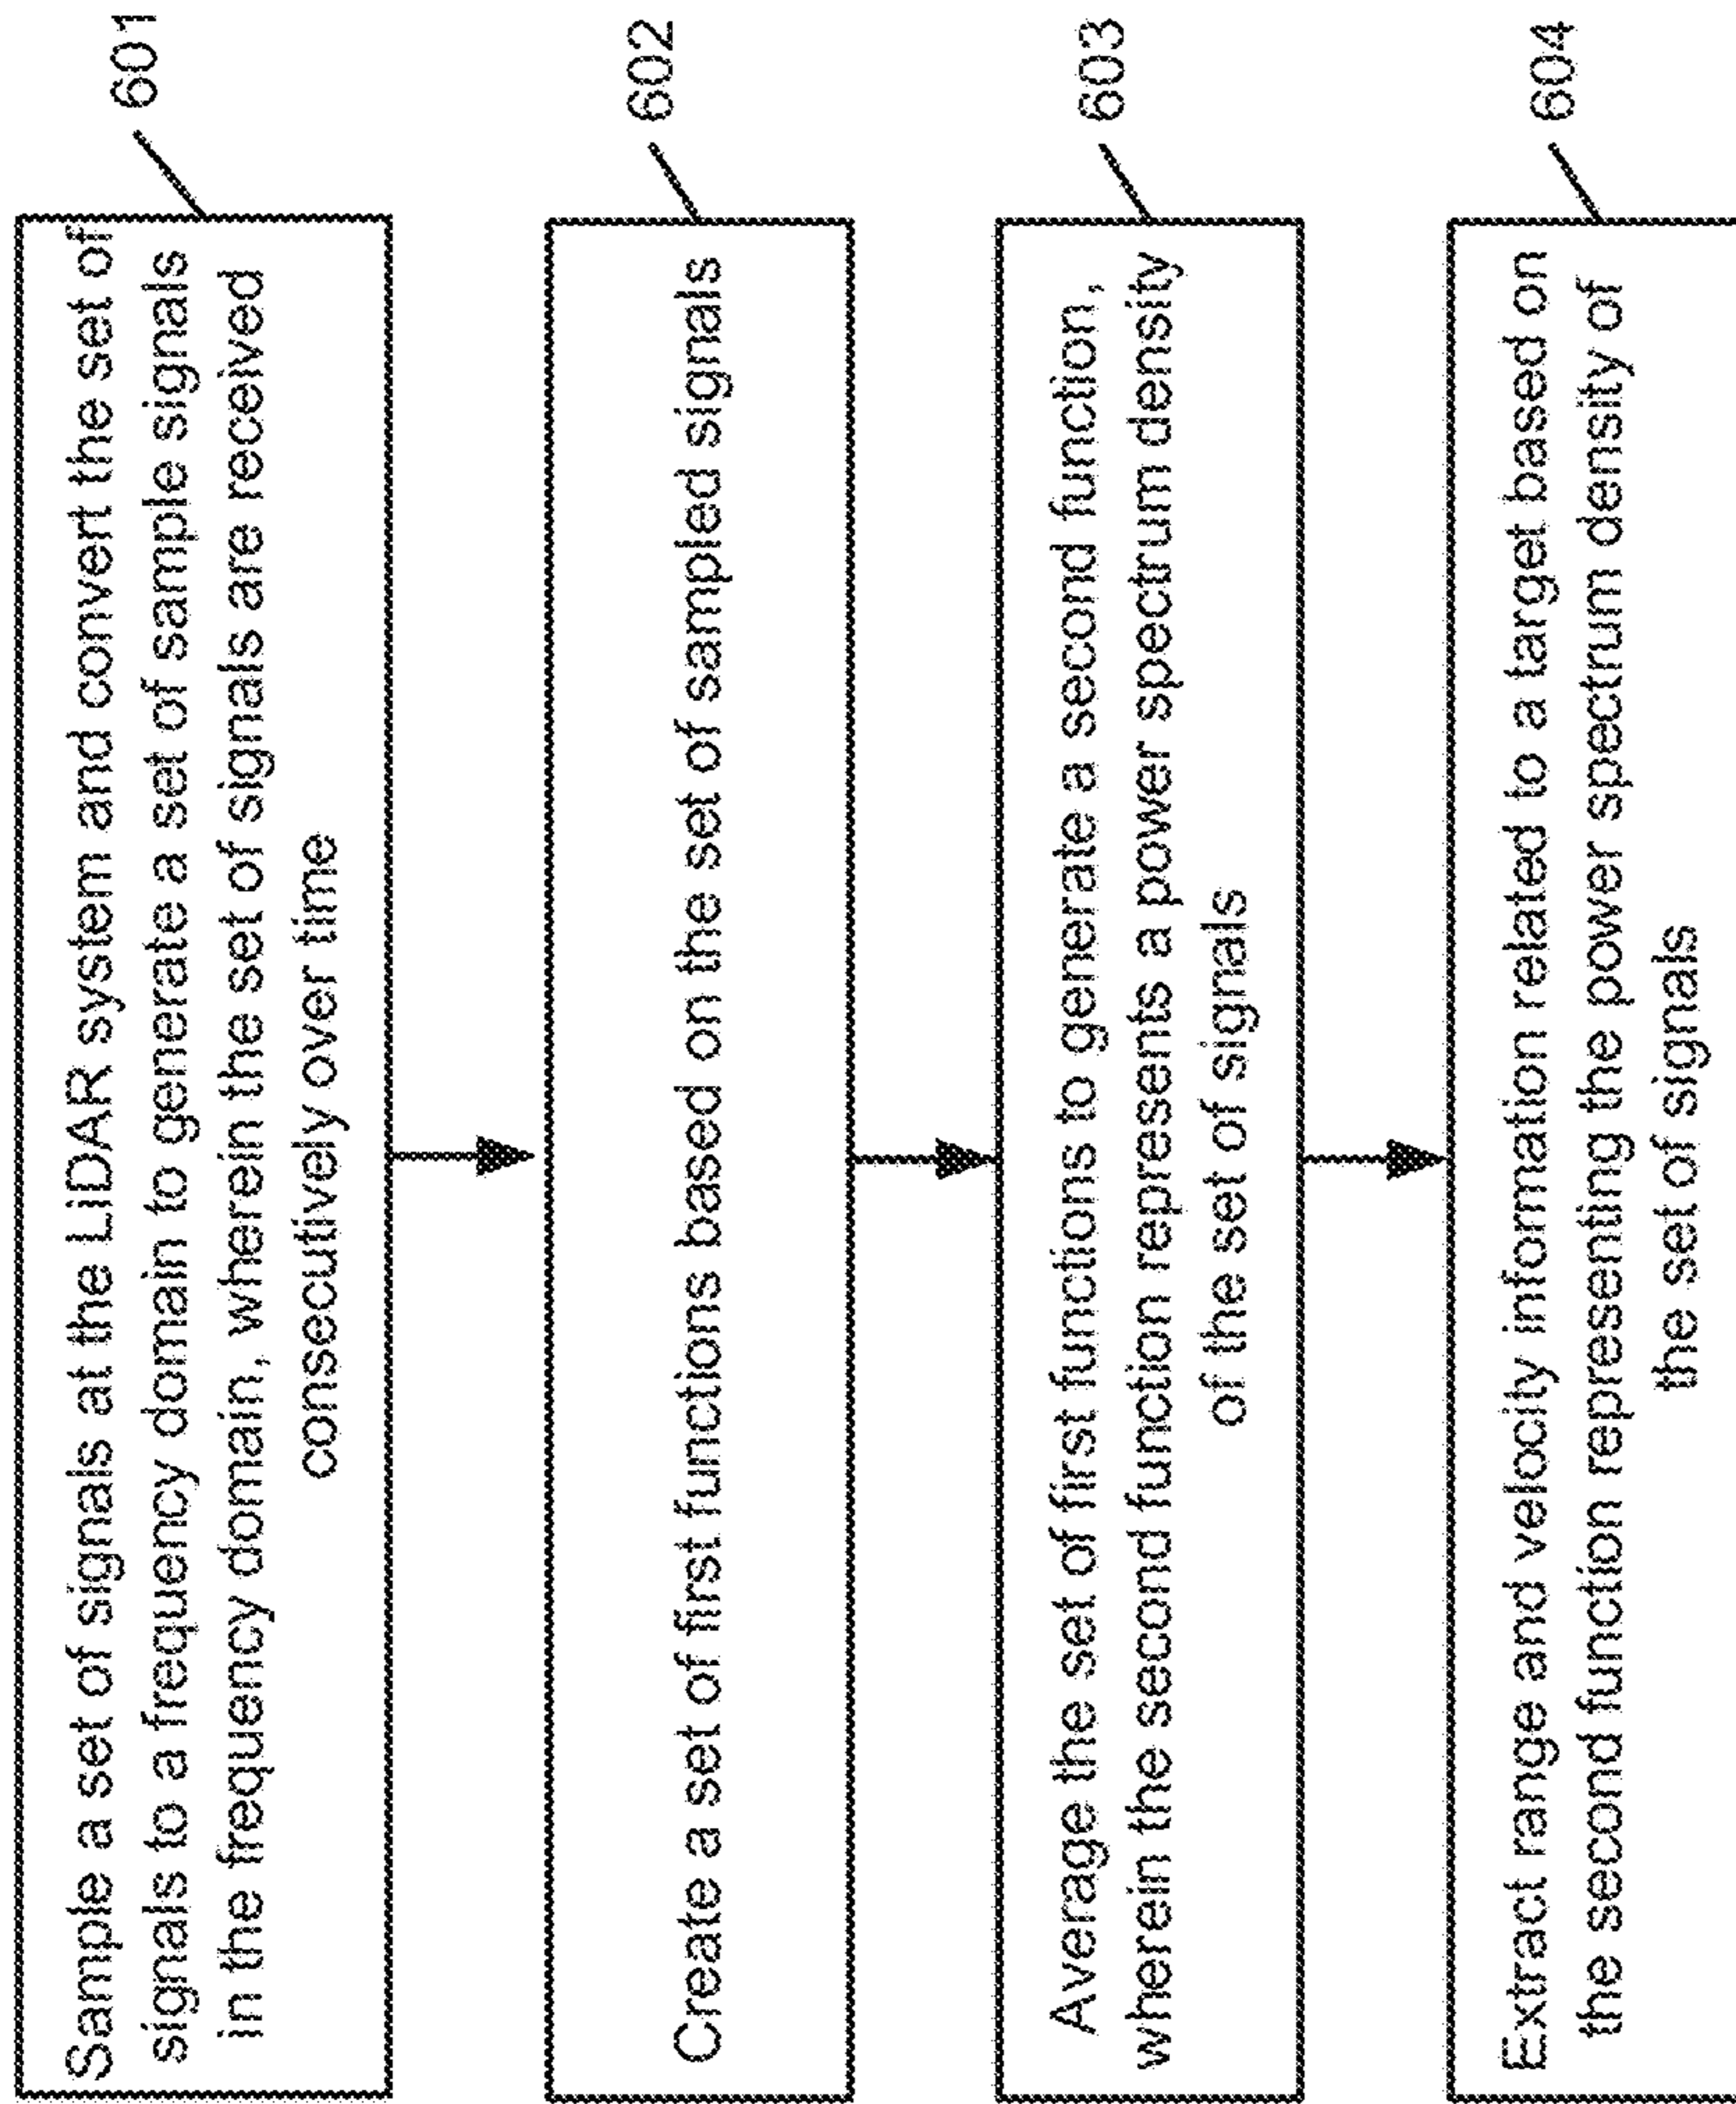 Sample a set of signals at the LiDAR system and convert the set of
signals to a frequency domain to generate a set of sample signals
in the frequency domain, wherein the set of signals are received
consecutively over time
601
Create a set of first functions based on the set of sampled signals
602
Average the set of first functions to generate a second function,
wherein the second function represents a power spectrum density
of the set of signals
603
Extract range and velocity information related to a target based on
the second function representing the power spectrum density of
the set of signals
604